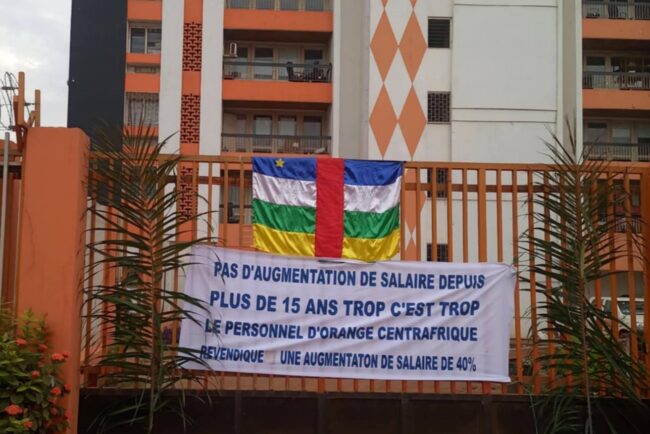 PAS D'AUGMENTATION DE SALAIRE DEPUIS
PLUS DE 15 ANS TROP C'EST TROP
LE PERSONNEL D'ORANGE CENTRAFRIQUE
REVENDIQUE UNE AUGMENTATON DE SALAIRE DE 40%